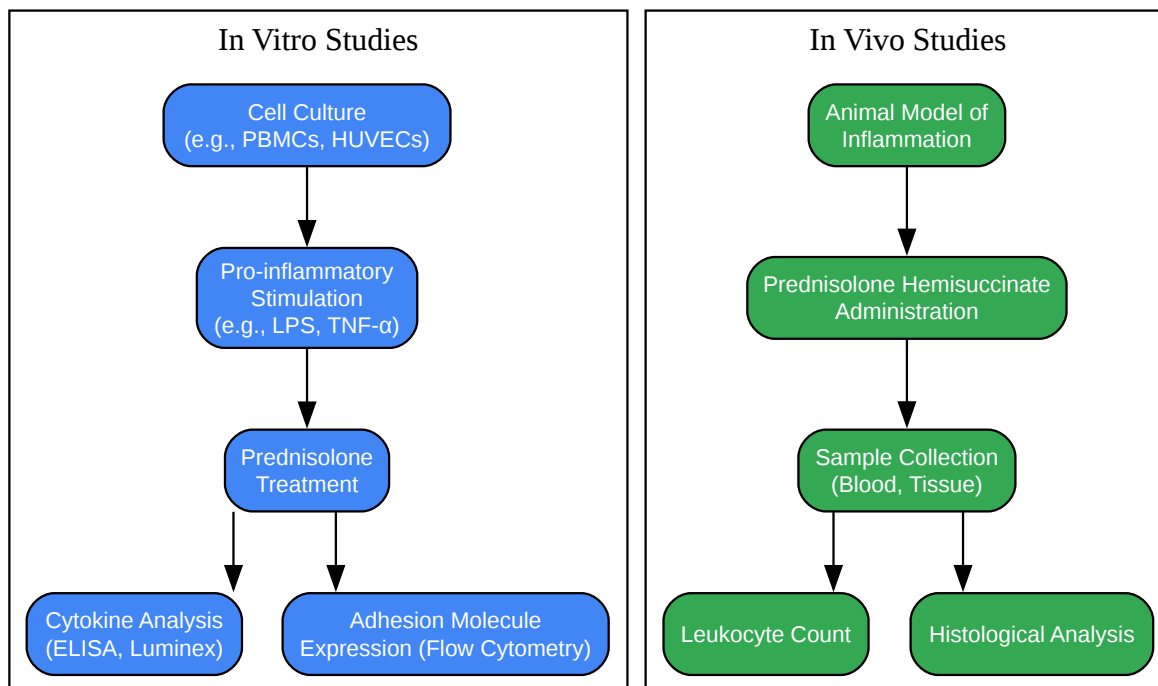 In Vitro Studies
Cell Culture
(e.g., PBMCs, HUVECs)
Pro-inflammatory
Stimulation
(e.g., LPS, TNF-α)
Prednisolone
Treatment
Cytokine Analysis
(ELISA, Luminex)
Adhesion Molecule
Expression (Flow Cytometry)
In Vivo Studies
Animal Model of
Inflammation
Prednisolone Hemisuccinate
Administration
Sample Collection
(Blood, Tissue)
Leukocyte Count
Histological Analysis